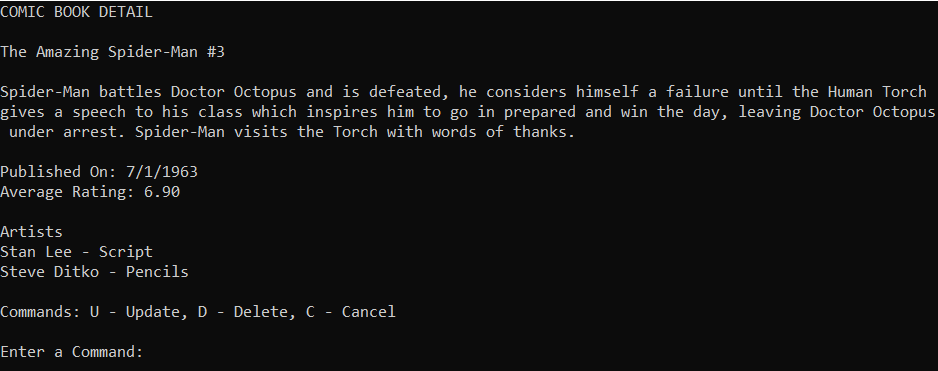 COMIC BOOK DETAIL
The Amazing Spider-Man #3
Spider-Man battles Doctor Octopus and is defeated, he considers himself a failure until the Human Torch
gives a speech to his class which inspires him to go in prepared and win the day, leaving Doctor Octopus
under arrest. Spider-Man visits the Torch with words of thanks.
Published On: 7/1/1963
Average Rating: 6.90
Artists
Stan Lee - Script
Steve Ditko - Pencils
Commands: U - Update, D - Delete, C - Cancel
Enter a Command: